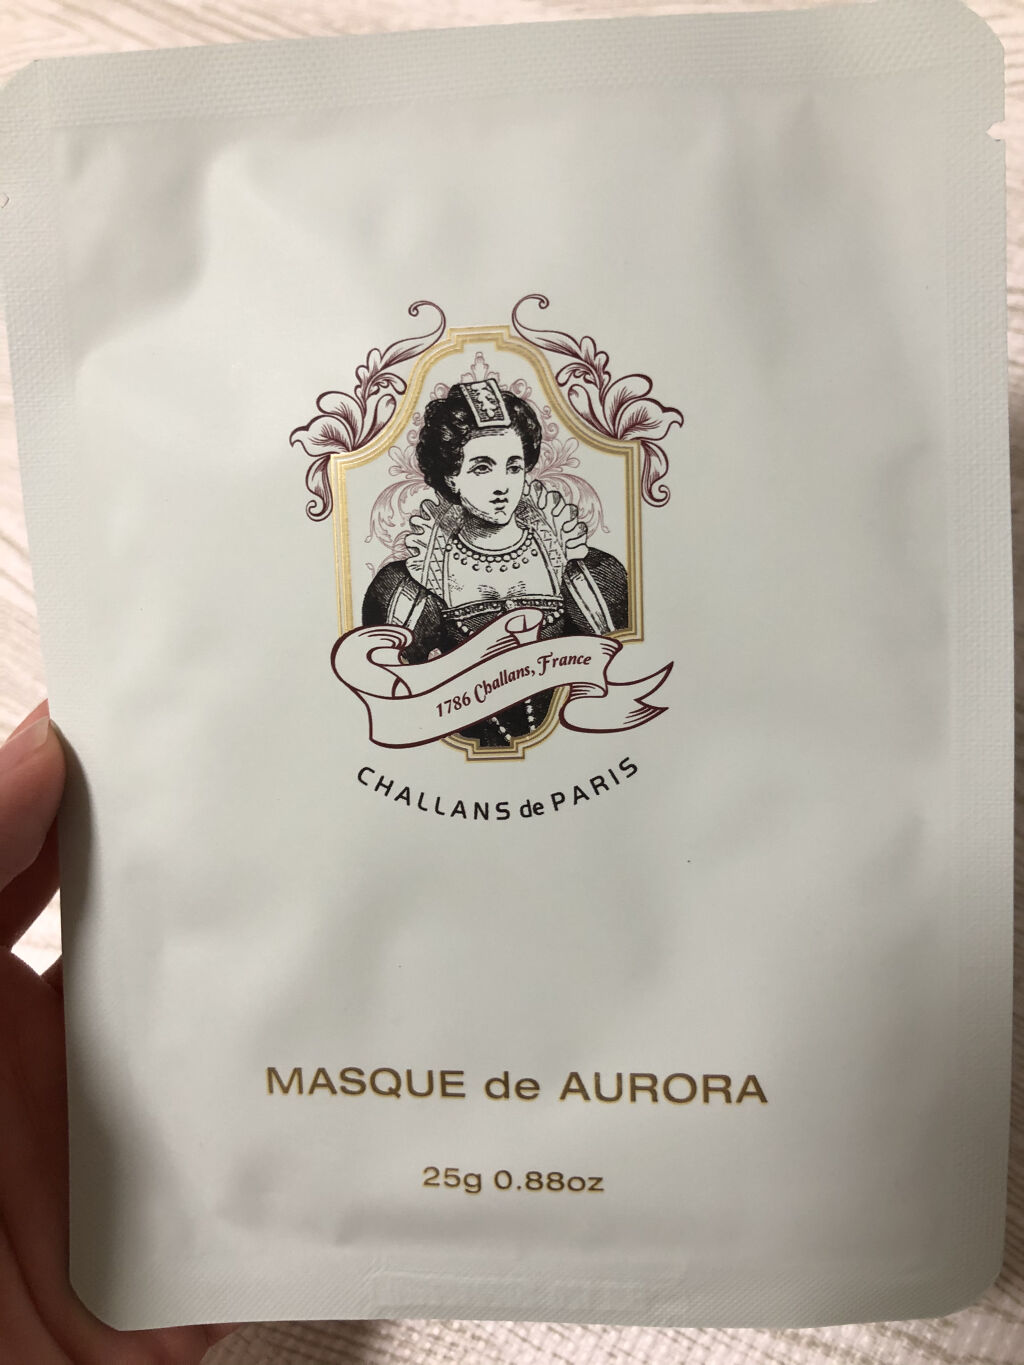 1786 Challans, France
CHALLANS de PARIS
MASQUE de AURORA
25g 0.88oz